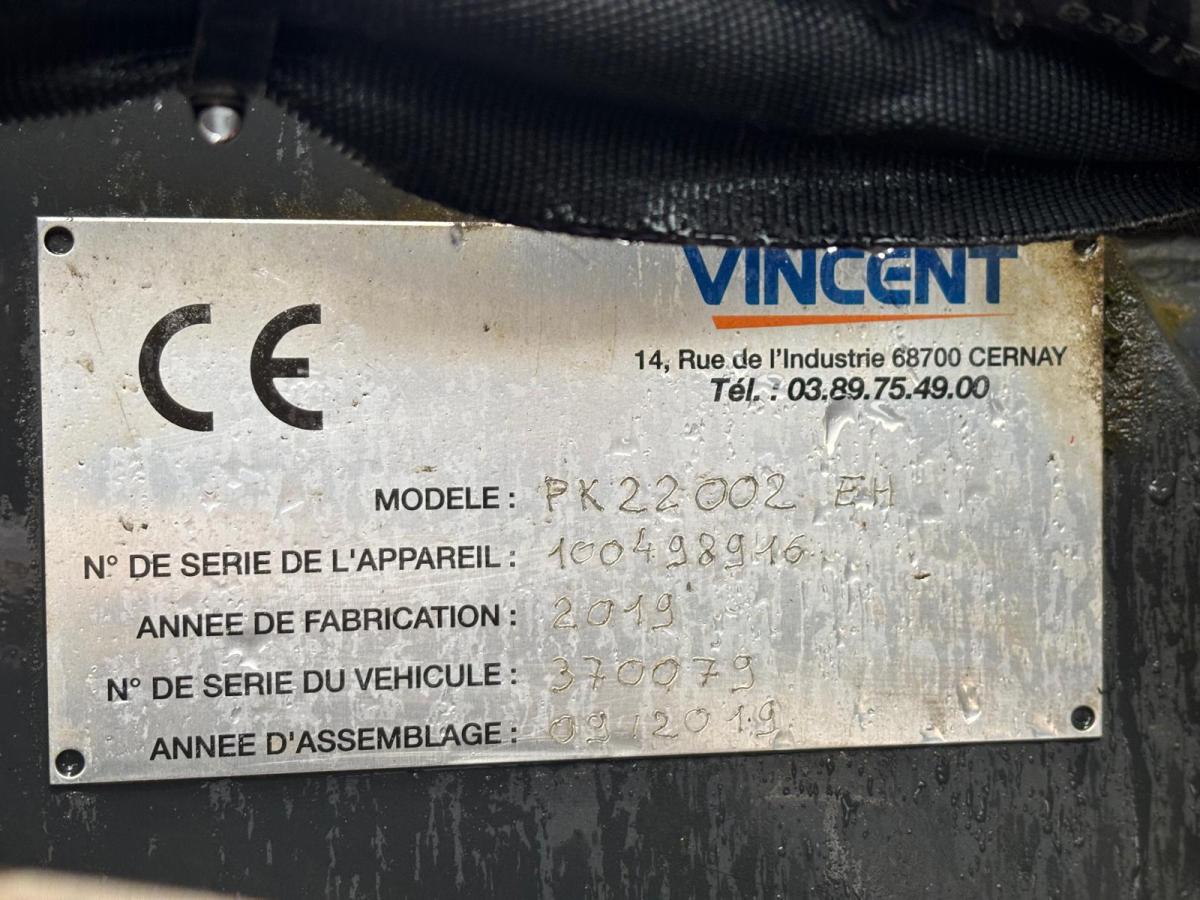 VINCENT
CE
14, Rue de l'Industrie 68700 CERNAY
Tél. : 03.89.75.49.00
MODELE : PK22002 EH
N° DE SERIE DE L'APPAREIL : 100498916
ANNEE DE FABRICATION : 2019
N° DE SERIE DU VEHICULE : 370079
ANNEE D'ASSEMBLAGE : 09/2019